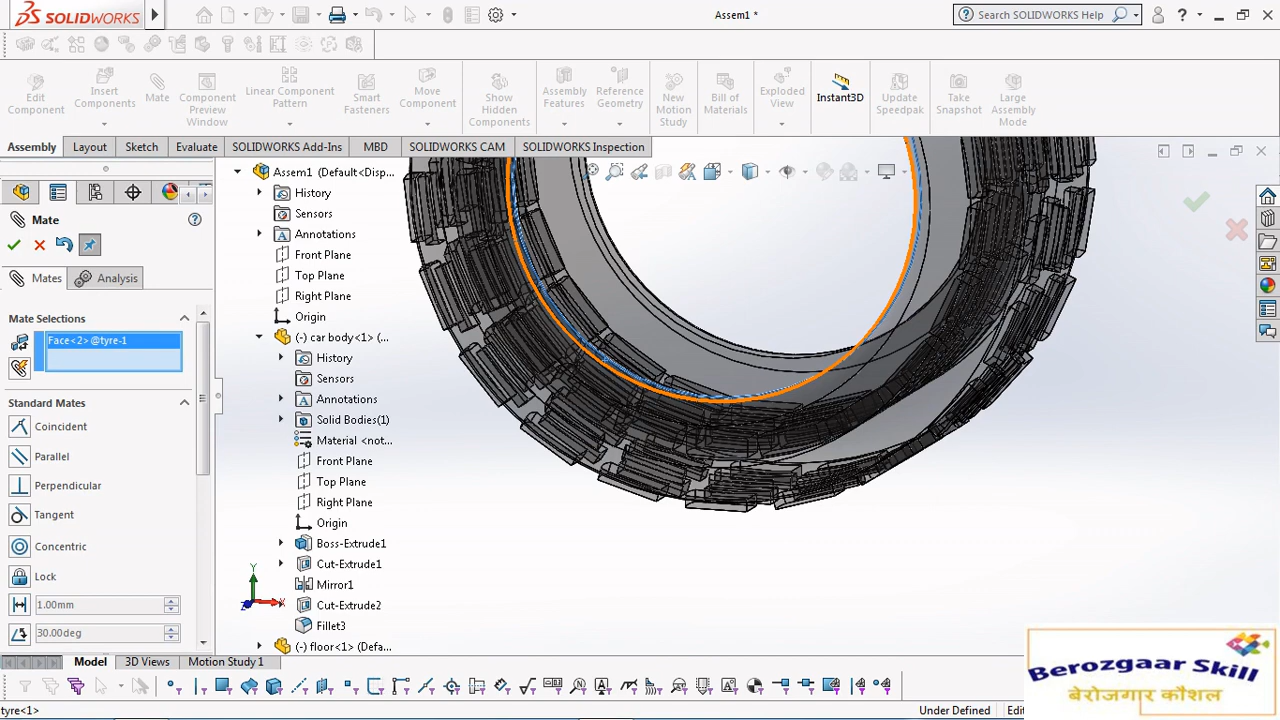 SOLIDWORKS
Assem1 *
Search SOLIDWORKS Help
Edit Component
Insert Components
Mate
Component Preview Window
Linear Component Pattern
Smart Fasteners
Move Component
Show Hidden Components
Assembly Features
Reference Geometry
New Motion Study
Bill of Materials
Exploded View
Instant3D
Update Speedpak
Take Snapshot
Large Assembly Mode
Assembly
Layout
Sketch
Evaluate
SOLIDWORKS Add-Ins
MBD
SOLIDWORKS CAM
SOLIDWORKS Inspection
Mate
Mates
Analysis
Mate Selections
Face<2>@tyre-1
Standard Mates
Coincident
Parallel
Perpendicular
Tangent
Concentric
Lock
1.00mm
30.00deg
Assem1 (Default<Disp...
History
Sensors
Annotations
Front Plane
Top Plane
Right Plane
Origin
(-) car body<1> (...
History
Sensors
Annotations
Solid Bodies(1)
Material <not...
Front Plane
Top Plane
Right Plane
Origin
Boss-Extrude1
Cut-Extrude1
Mirror1
Cut-Extrude2
Fillet3
(-) floor<1> (Defa...
Y
X
Z
Model
3D Views
Motion Study 1
tyre<1>
Under Defined
Edit
Berozgaar Skill
बेरोजगार कौशल